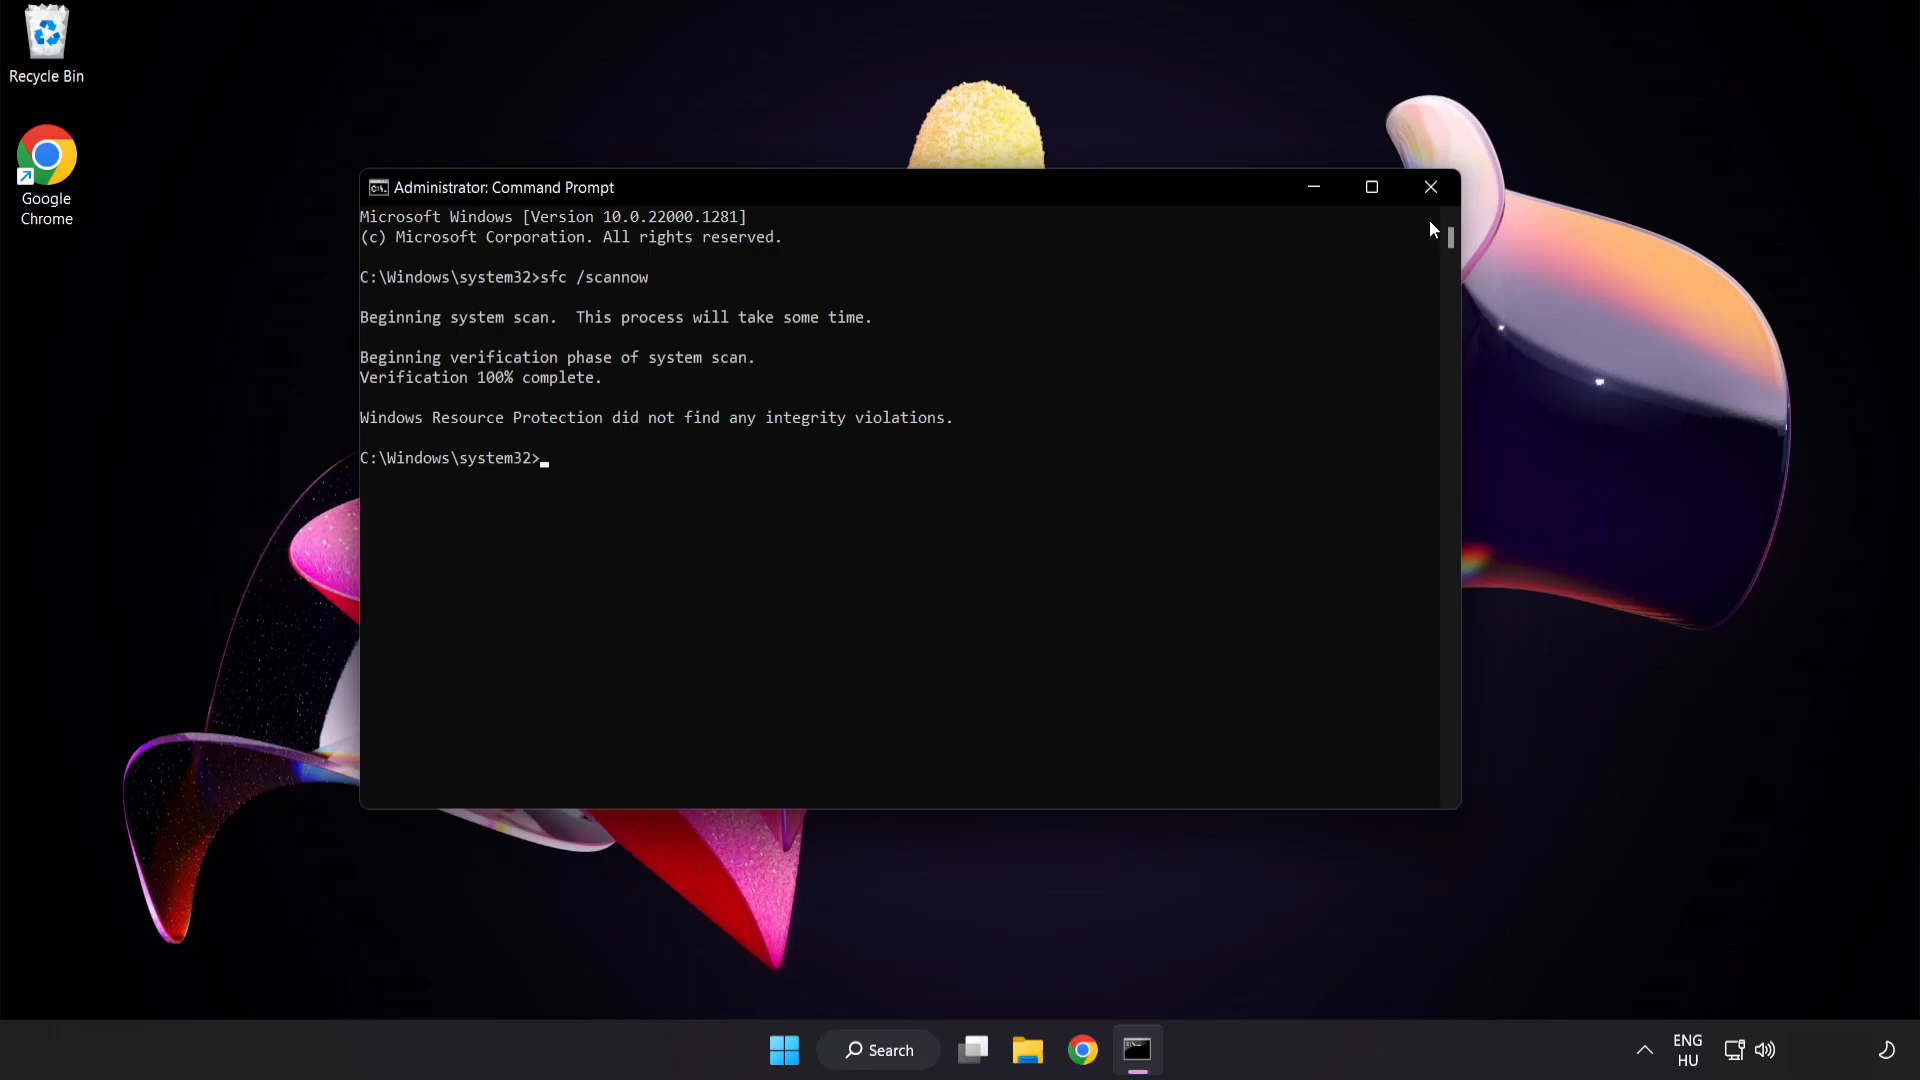 Recycle Bin
Google
Chrome
Administrator: Command Prompt
Microsoft Windows [Version 10.0.22000.1281]
(c) Microsoft Corporation. All rights reserved.
C:\Windows\system32>sfc /scannow
Beginning system scan.  This process will take some time.
Beginning verification phase of system scan.
Verification 100% complete.
Windows Resource Protection did not find any integrity violations.
C:\Windows\system32>
Search
ENG
HU